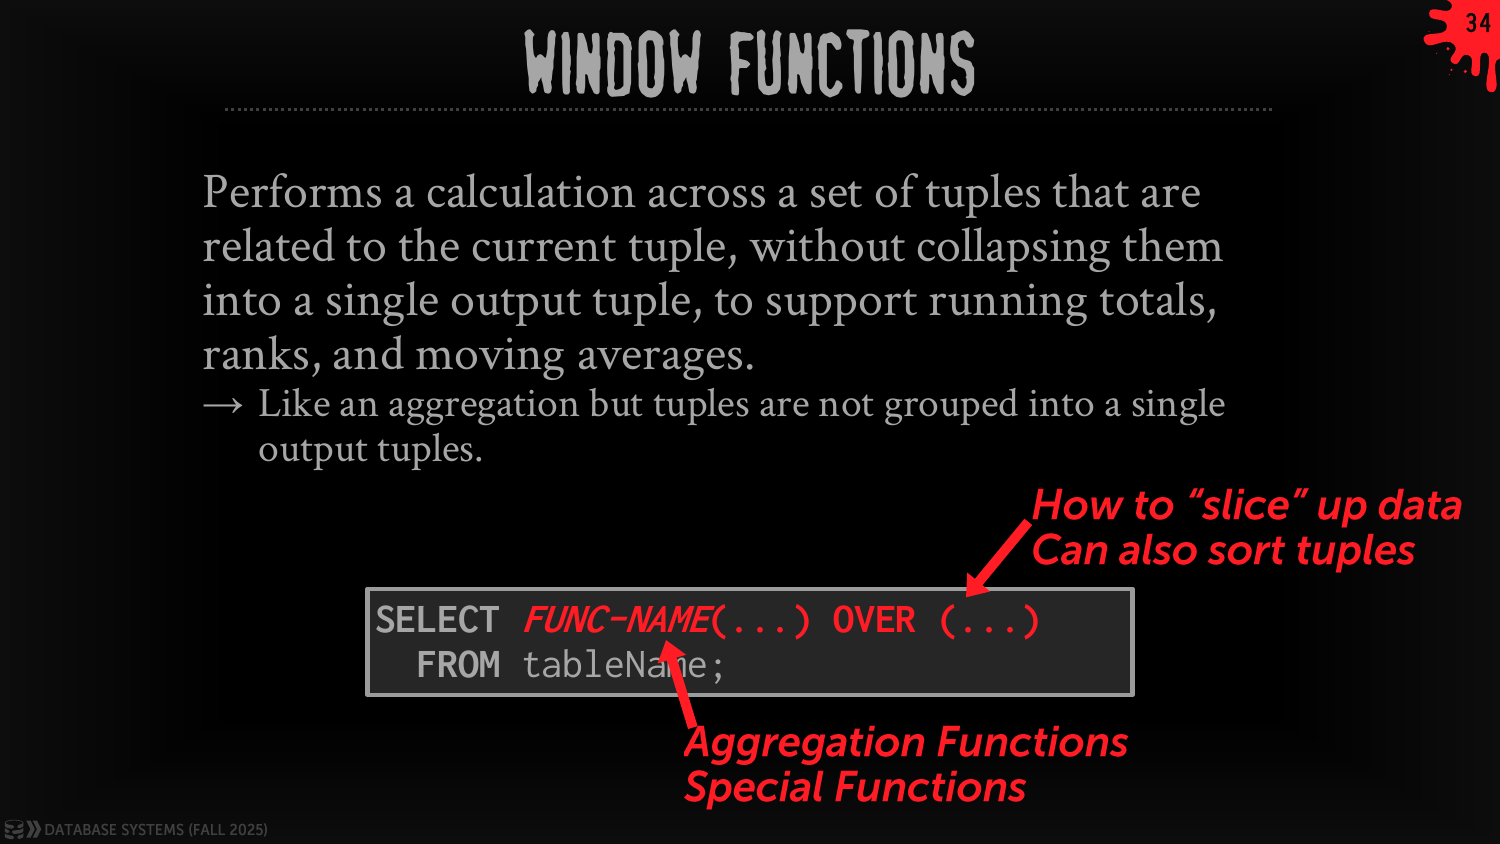 34
WINDOW FUNCTIONS
Performs a calculation across a set of tuples that are
related to the current tuple, without collapsing them
into a single output tuple, to support running totals,
ranks, and moving averages.
→ Like an aggregation but tuples are not grouped into a single
output tuples.
How to “slice” up data
Can also sort tuples
SELECT FUNC-NAME(...) OVER (...)
FROM tableName;
Aggregation Functions
Special Functions
DATABASE SYSTEMS (FALL 2025)